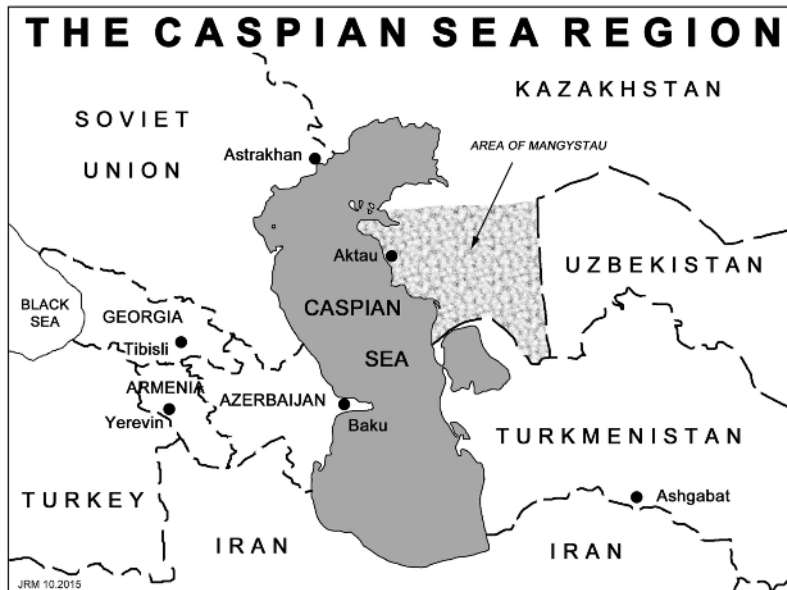 THE CASPIAN SEA REGION
KAZAKHSTAN
SOVIET
UNION
Astrakhan
AREA OF MANGYSTAU
Aktau
UZBEKISTAN
BLACK
SEA
GEORGIA
Tibisli
CASPIAN
SEA
ARMENIA
Yerevin
AZERBAIJAN
Baku
TURKMENISTAN
TURKEY
Ashgabat
IRAN
IRAN
JRM 10.2015